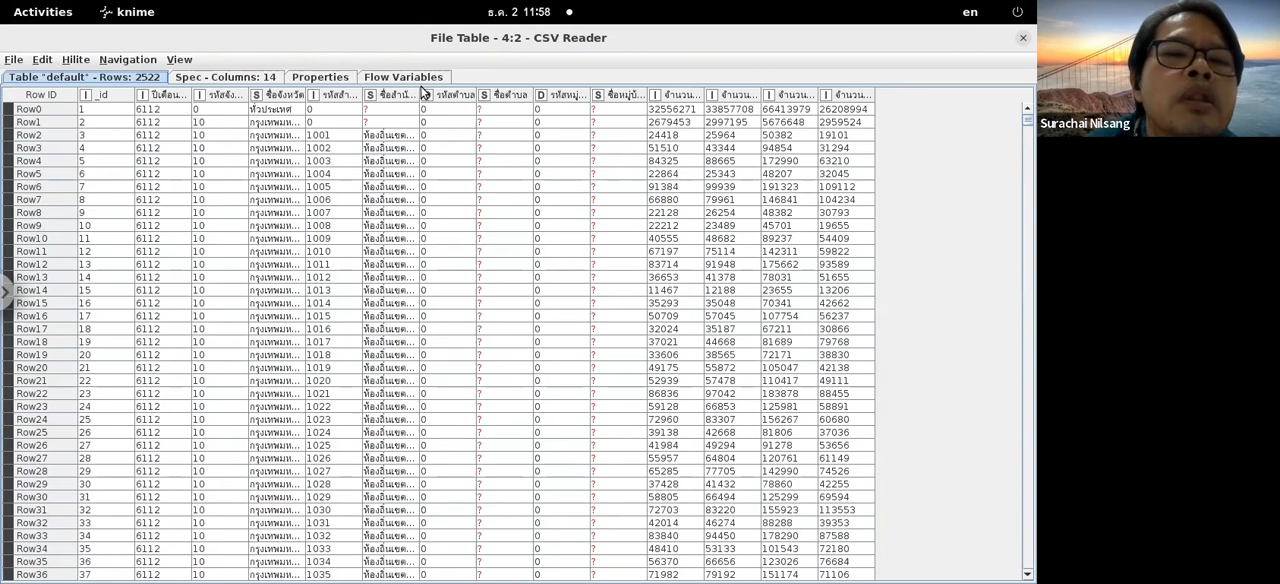 Activities knime ธ.ค. 2 11:58 en
File Table - 4:2 - CSV Reader
File Edit Hilite Navigation View
Table "default" - Rows: 2522 Spec - Columns: 14 Properties Flow Variables
Row ID I _id I ปีเดือน... I รหัสจัง... S ชื่อจังหวัด I รหัสสำ... S ชื่อสำนั... รหัสตำบล S ชื่อตำบล D รหัสหมู่... S ชื่อหมู่บ้... I จำนวน... I จำนวน... I จำนวน... I จำนวน...
Row0 1 6112 0 ทั่วประเทศ 0 ? 0 ? 0 ? 32556271 33857708 66413979 26208994
Row1 2 6112 10 กรุงเทพมห... 0 ? 0 ? 0 ? 2679453 2997195 5676648 2959524
Row2 3 6112 10 กรุงเทพมห... 1001 ท้องถิ่นเขต... 0 ? 0 ? 24418 25964 50382 19101
Row3 4 6112 10 กรุงเทพมห... 1002 ท้องถิ่นเขต... 0 ? 0 ? 51510 43344 94854 31294
Row4 5 6112 10 กรุงเทพมห... 1003 ท้องถิ่นเขต... 0 ? 0 ? 84325 88665 172990 63210
Row5 6 6112 10 กรุงเทพมห... 1004 ท้องถิ่นเขต... 0 ? 0 ? 22864 25343 48207 32045
Row6 7 6112 10 กรุงเทพมห... 1005 ท้องถิ่นเขต... 0 ? 0 ? 91384 99939 191323 109112
Row7 8 6112 10 กรุงเทพมห... 1006 ท้องถิ่นเขต... 0 ? 0 ? 66880 79961 146841 104234
Row8 9 6112 10 กรุงเทพมห... 1007 ท้องถิ่นเขต... 0 ? 0 ? 22128 26254 48382 30793
Row9 10 6112 10 กรุงเทพมห... 1008 ท้องถิ่นเขต... 0 ? 0 ? 22212 23489 45701 19655
Row10 11 6112 10 กรุงเทพมห... 1009 ท้องถิ่นเขต... 0 ? 0 ? 40555 48682 89237 54409
Row11 12 6112 10 กรุงเทพมห... 1010 ท้องถิ่นเขต... 0 ? 0 ? 67197 75114 142311 59822
Row12 13 6112 10 กรุงเทพมห... 1011 ท้องถิ่นเขต... 0 ? 0 ? 83714 91948 175662 93589
Row13 14 6112 10 กรุงเทพมห... 1012 ท้องถิ่นเขต... 0 ? 0 ? 36653 41378 78031 51655
Row14 15 6112 10 กรุงเทพมห... 1013 ท้องถิ่นเขต... 0 ? 0 ? 11467 12188 23655 13206
Row15 16 6112 10 กรุงเทพมห... 1014 ท้องถิ่นเขต... 0 ? 0 ? 35293 35048 70341 42662
Row16 17 6112 10 กรุงเทพมห... 1015 ท้องถิ่นเขต... 0 ? 0 ? 50709 57045 107754 56237
Row17 18 6112 10 กรุงเทพมห... 1016 ท้องถิ่นเขต... 0 ? 0 ? 32024 35187 67211 30866
Row18 19 6112 10 กรุงเทพมห... 1017 ท้องถิ่นเขต... 0 ? 0 ? 37021 44668 81689 79768
Row19 20 6112 10 กรุงเทพมห... 1018 ท้องถิ่นเขต... 0 ? 0 ? 33606 38565 72171 38830
Row20 21 6112 10 กรุงเทพมห... 1019 ท้องถิ่นเขต... 0 ? 0 ? 49175 55872 105047 42138
Row21 22 6112 10 กรุงเทพมห... 1020 ท้องถิ่นเขต... 0 ? 0 ? 52939 57478 110417 49111
Row22 23 6112 10 กรุงเทพมห... 1021 ท้องถิ่นเขต... 0 ? 0 ? 86836 97042 183878 88455
Row23 24 6112 10 กรุงเทพมห... 1022 ท้องถิ่นเขต... 0 ? 0 ? 59128 66853 125981 58891
Row24 25 6112 10 กรุงเทพมห... 1023 ท้องถิ่นเขต... 0 ? 0 ? 72960 83307 156267 60680
Row25 26 6112 10 กรุงเทพมห... 1024 ท้องถิ่นเขต... 0 ? 0 ? 39138 42668 81806 37036
Row26 27 6112 10 กรุงเทพมห... 1025 ท้องถิ่นเขต... 0 ? 0 ? 41984 49294 91278 53656
Row27 28 6112 10 กรุงเทพมห... 1026 ท้องถิ่นเขต... 0 ? 0 ? 55957 64804 120761 61149
Row28 29 6112 10 กรุงเทพมห... 1027 ท้องถิ่นเขต... 0 ? 0 ? 65285 77705 142990 74526
Row29 30 6112 10 กรุงเทพมห... 1028 ท้องถิ่นเขต... 0 ? 0 ? 37428 41432 78860 42255
Row30 31 6112 10 กรุงเทพมห... 1029 ท้องถิ่นเขต... 0 ? 0 ? 58805 66494 125299 69594
Row31 32 6112 10 กรุงเทพมห... 1030 ท้องถิ่นเขต... 0 ? 0 ? 72703 83220 155923 113553
Row32 33 6112 10 กรุงเทพมห... 1031 ท้องถิ่นเขต... 0 ? 0 ? 42014 46274 88288 39353
Row33 34 6112 10 กรุงเทพมห... 1032 ท้องถิ่นเขต... 0 ? 0 ? 83840 94450 178290 87588
Row34 35 6112 10 กรุงเทพมห... 1033 ท้องถิ่นเขต... 0 ? 0 ? 48410 53133 101543 72180
Row35 36 6112 10 กรุงเทพมห... 1034 ท้องถิ่นเขต... 0 ? 0 ? 56370 66656 123026 76684
Row36 37 6112 10 กรุงเทพมห... 1035 ท้องถิ่นเขต... 0 ? 0 ? 71982 79192 151174 71106
Surachai Nilsang